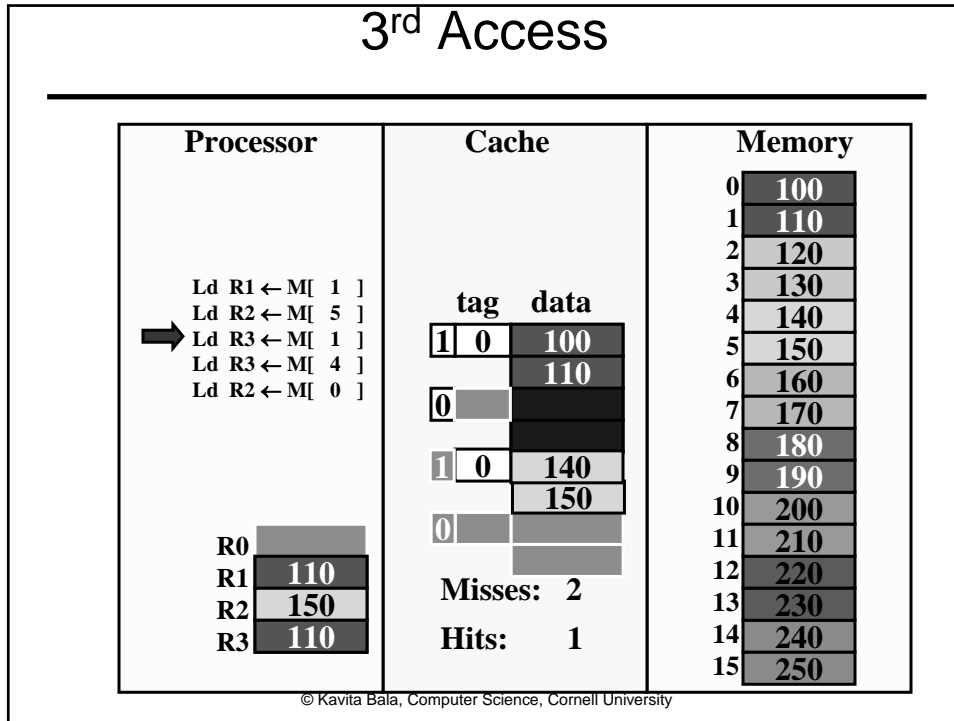 3rd Access
Processor
Ld R1 ← M[ 1 ]
Ld R2 ← M[ 5 ]
Ld R3 ← M[ 1 ]
Ld R3 ← M[ 4 ]
Ld R2 ← M[ 0 ]
R0
R1 110
R2 150
R3 110
Cache
tag data
1 0 100
110
0
1 0 140
150
0
Misses: 2
Hits: 1
Memory
0 100
1 110
2 120
3 130
4 140
5 150
6 160
7 170
8 180
9 190
10 200
11 210
12 220
13 230
14 240
15 250
© Kavita Bala, Computer Science, Cornell University